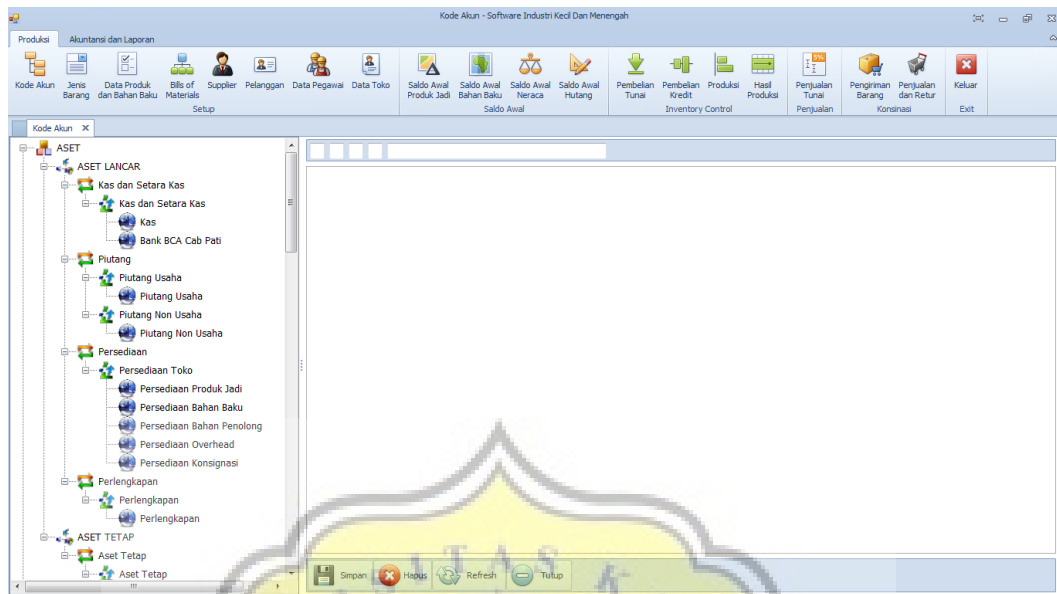 Kode Akun - Software Industri Kecil Dan Menengah
Produksi Akuntansi dan Laporan
Kode Akun Jenis Barang Data Produk dan Bahan Baku Bills of Materials Supplier Pelanggan Data Pegawai Data Toko Saldo Awal Produk Jadi Saldo Awal Bahan Baku Saldo Awal Neraca Saldo Awal Hutang Pembelian Tunai Pembelian Kredit Produksi Hasil Produksi 5% Penjualan Tunai Pengiriman Barang Penjualan dan Retur Keluar
Setup Saldo Awal Inventory Control Penjualan Konsinasi Exit
Kode Akun
ASET
ASET LANCAR
Kas dan Setara Kas
Kas dan Setara Kas
Kas
Bank BCA Cab Pati
Piutang
Piutang Usaha
Piutang Usaha
Piutang Non Usaha
Piutang Non Usaha
Persediaan
Persediaan Toko
Persediaan Produk Jadi
Persediaan Bahan Baku
Persediaan Bahan Penolong
Persediaan Overhead
Persediaan Konsignasi
Perlengkapan
Perlengkapan
Perlengkapan
ASET TETAP
Aset Tetap
Aset Tetap
Simpan Hapus Refresh Tutup